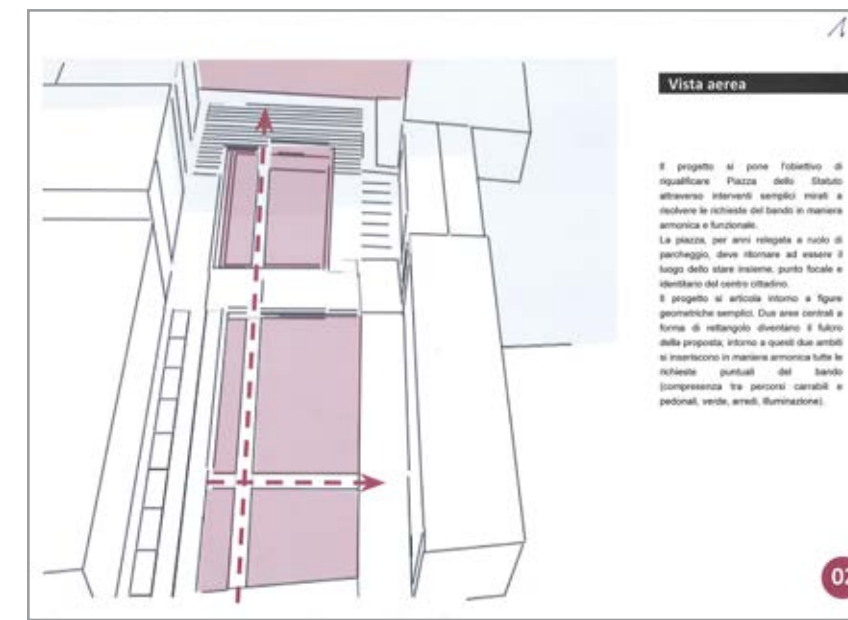 Vista aerea
Il progetto si pone l'obiettivo di
riqualificare Piazza dello Statuto
attraverso interventi semplici mirati a
risolvere le richieste del bando in maniera
armonica e funzionale.
La piazza, per anni relegata a ruolo di
parcheggio, deve ritornare ad essere il
luogo dello stare insieme, punto focale e
identitario del centro cittadino.
Il progetto si articola intorno a figure
geometriche semplici. Due aree centrali a
forma di rettangolo diventano il fulcro
della proposta; intorno a questi due ambiti
si inseriscono in maniera armonica tutte le
richieste puntuali del bando
(compresenza tra percorsi carrabili e
pedonali, verde, arredi, illuminazione).